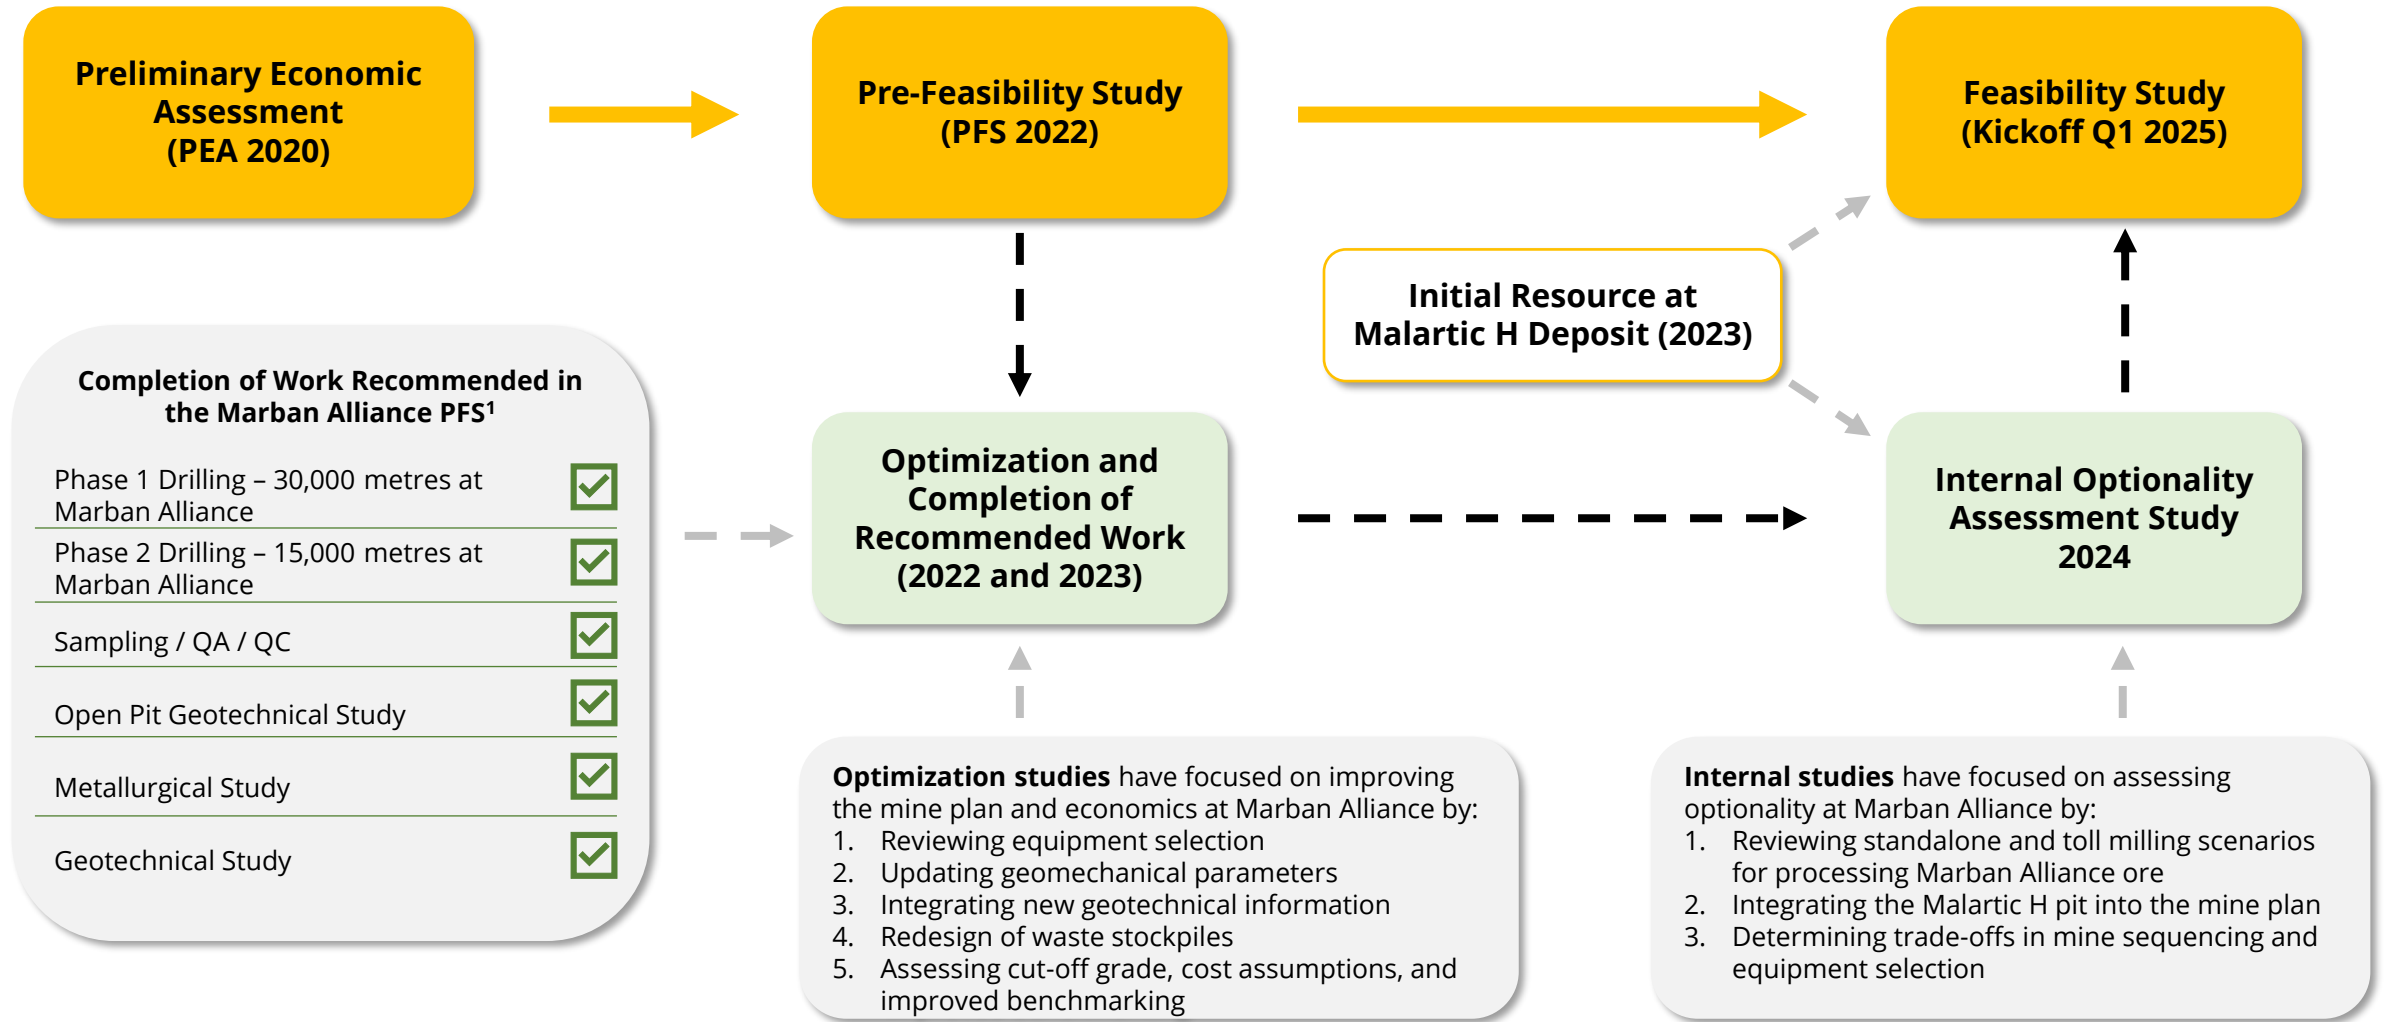 Preliminary Economic
Assessment
(PEA 2020)
Pre-Feasibility Study
(PFS 2022)
Feasibility Study
(Kickoff Q1 2025)
Initial Resource at
Malartic H Deposit (2023)
Completion of Work Recommended in
the Marban Alliance PFS¹
Phase 1 Drilling – 30,000 metres at
Marban Alliance
Phase 2 Drilling – 15,000 metres at
Marban Alliance
Sampling / QA / QC
Open Pit Geotechnical Study
Metallurgical Study
Geotechnical Study
Optimization and
Completion of
Recommended Work
(2022 and 2023)
Internal Optionality
Assessment Study
2024
Optimization studies have focused on improving
the mine plan and economics at Marban Alliance by:
1. Reviewing equipment selection
2. Updating geomechanical parameters
3. Integrating new geotechnical information
4. Redesign of waste stockpiles
5. Assessing cut-off grade, cost assumptions, and
improved benchmarking
Internal studies have focused on assessing
optionality at Marban Alliance by:
1. Reviewing standalone and toll milling scenarios
for processing Marban Alliance ore
2. Integrating the Malartic H pit into the mine plan
3. Determining trade-offs in mine sequencing and
equipment selection